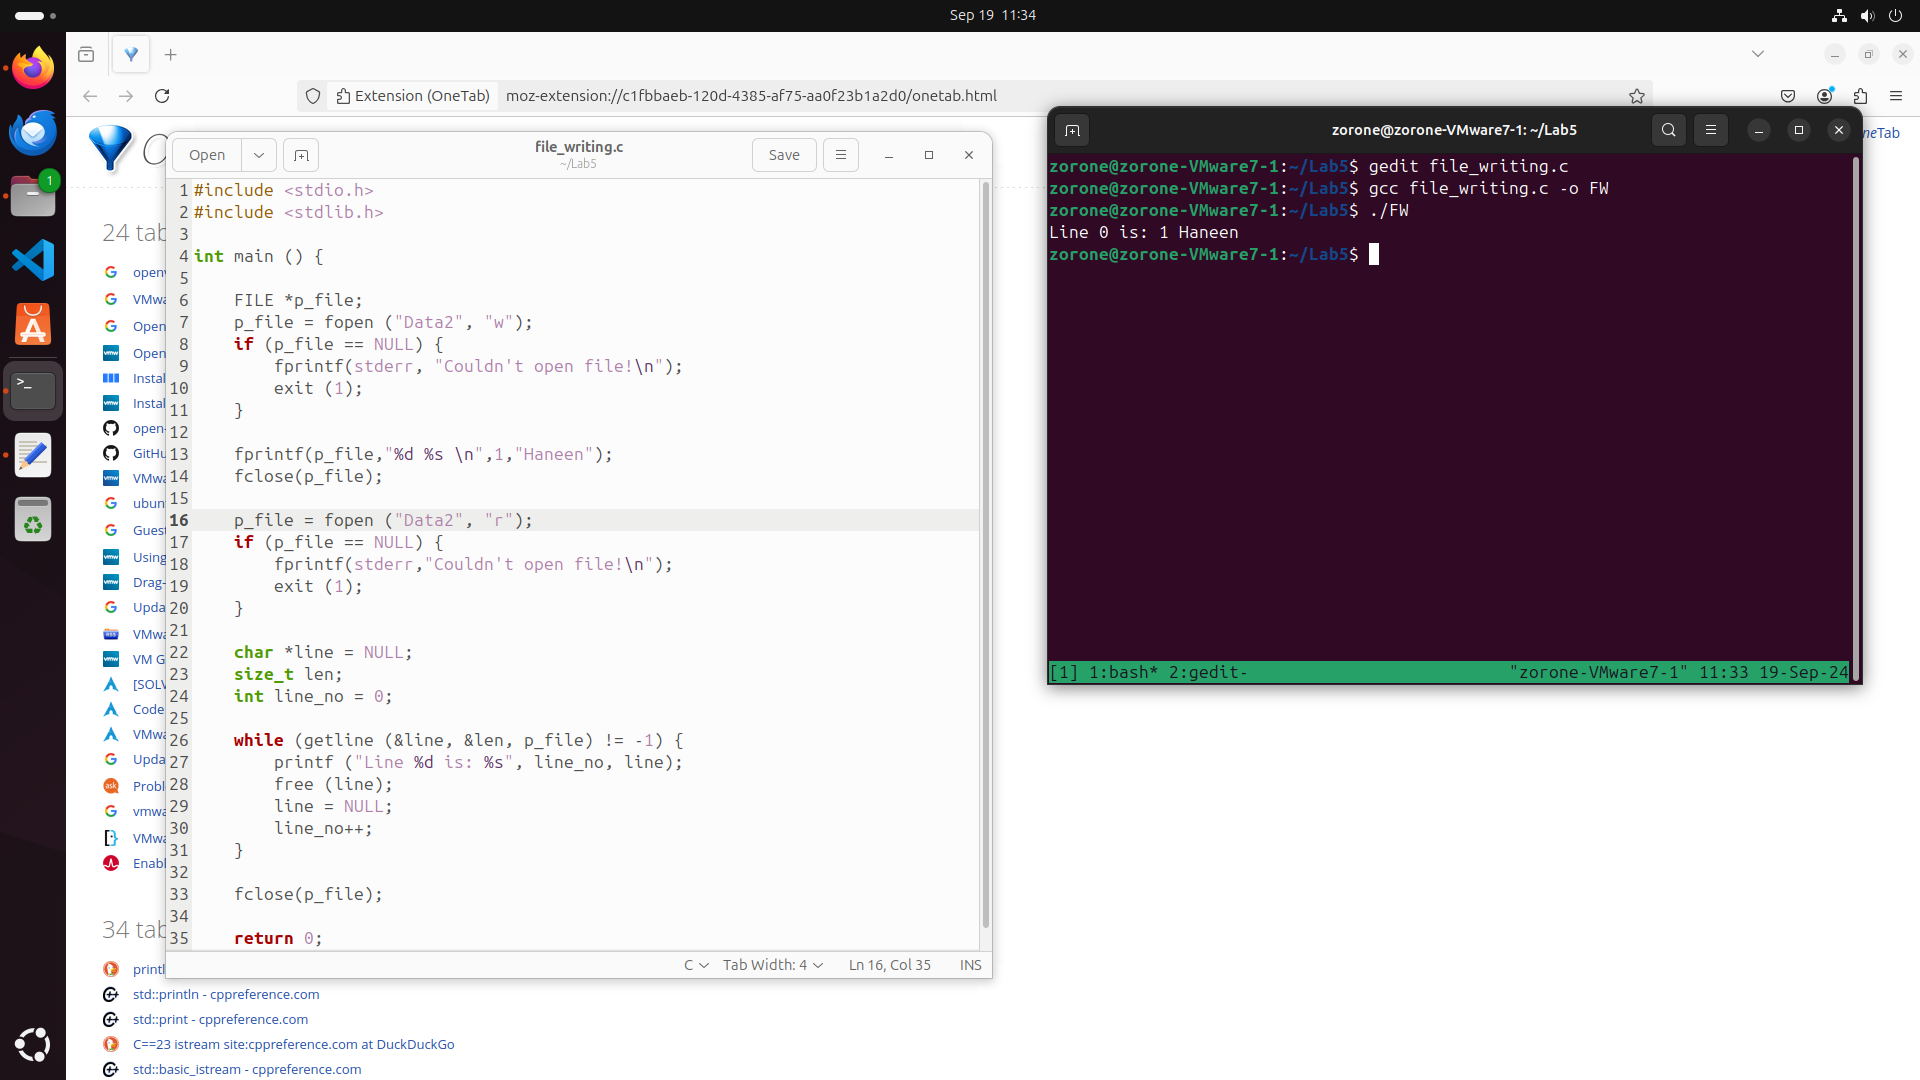 Sep 19 11:34
Extension (OneTab)
moz-extension://c1fbbaeb-120d-4385-af75-aa0f23b1a2d0/onetab.html
1
neTab
O
24 tab
openv
VMwa
Open
Open
Instal
Instal
open-
GitHu
VMwa
ubun
Guest
Using
Drag-
Upda
VMwa
VM G
[SOLV
Code
VMwa
Upda
Probl
vmwa
VMwa
Enabl
34 tab
printl
std::println - cppreference.com
std::print - cppreference.com
C==23 istream site:cppreference.com at DuckDuckGo
std::basic_istream - cppreference.com
Open
file_writing.c
~/Lab5
Save
1 #include <stdio.h>
2 #include <stdlib.h>
3
4 int main () {
5
6     FILE *p_file;
7     p_file = fopen ("Data2", "w");
8     if (p_file == NULL) {
9         fprintf(stderr, "Couldn't open file!\n");
10         exit (1);
11     }
12
13     fprintf(p_file,"%d %s \n",1,"Haneen");
14     fclose(p_file);
15
16     p_file = fopen ("Data2", "r");
17     if (p_file == NULL) {
18         fprintf(stderr,"Couldn't open file!\n");
19         exit (1);
20     }
21
22     char *line = NULL;
23     size_t len;
24     int line_no = 0;
25
26     while (getline (&line, &len, p_file) != -1) {
27         printf ("Line %d is: %s", line_no, line);
28         free (line);
29         line = NULL;
30         line_no++;
31     }
32
33     fclose(p_file);
34
35     return 0;
C
Tab Width: 4
Ln 16, Col 35
INS
zorone@zorone-VMware7-1: ~/Lab5
zorone@zorone-VMware7-1:~/Lab5$ gedit file_writing.c
zorone@zorone-VMware7-1:~/Lab5$ gcc file_writing.c -o FW
zorone@zorone-VMware7-1:~/Lab5$ ./FW
Line 0 is: 1 Haneen
zorone@zorone-VMware7-1:~/Lab5$
[1] 1:bash* 2:gedit- "zorone-VMware7-1" 11:33 19-Sep-24